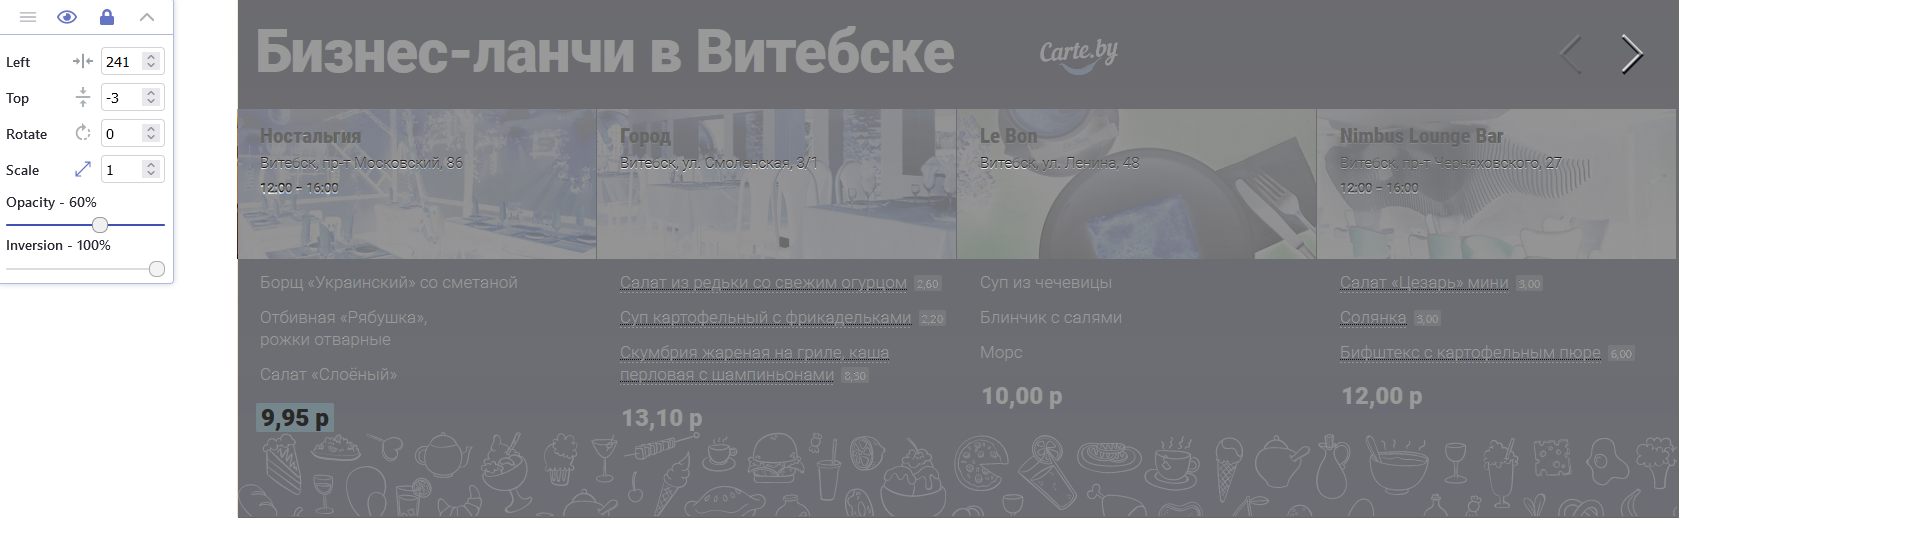 Left 241
Top -3
Rotate 0
Scale 1
Opacity - 60%
Inversion - 100%
Бизнес-ланчи в Витебске
Carte.by
Ностальгия
Витебск, пр-т Московский, 86
12:00 – 16:00
Борщ «Украинский» со сметаной
Отбивная «Рябушка»,
рожки отварные
Салат «Слоёный»
9,95 р
Город
Витебск, ул. Смоленская, 3/1
Салат из редьки со свежим огурцом 2,60
Суп картофельный с фрикадельками 2,20
Скумбрия жареная на гриле, каша
перловая с шампиньонами 8,30
13,10 р
Le Bon
Витебск, ул. Ленина, 48
Суп из чечевицы
Блинчик с салями
Морс
10,00 р
Nimbus Lounge Bar
Витебск, пр-т Черняховского, 27
12:00 – 16:00
Салат «Цезарь» мини 3,00
Солянка 3,00
Бифштекс с картофельным пюре 6,00
12,00 р